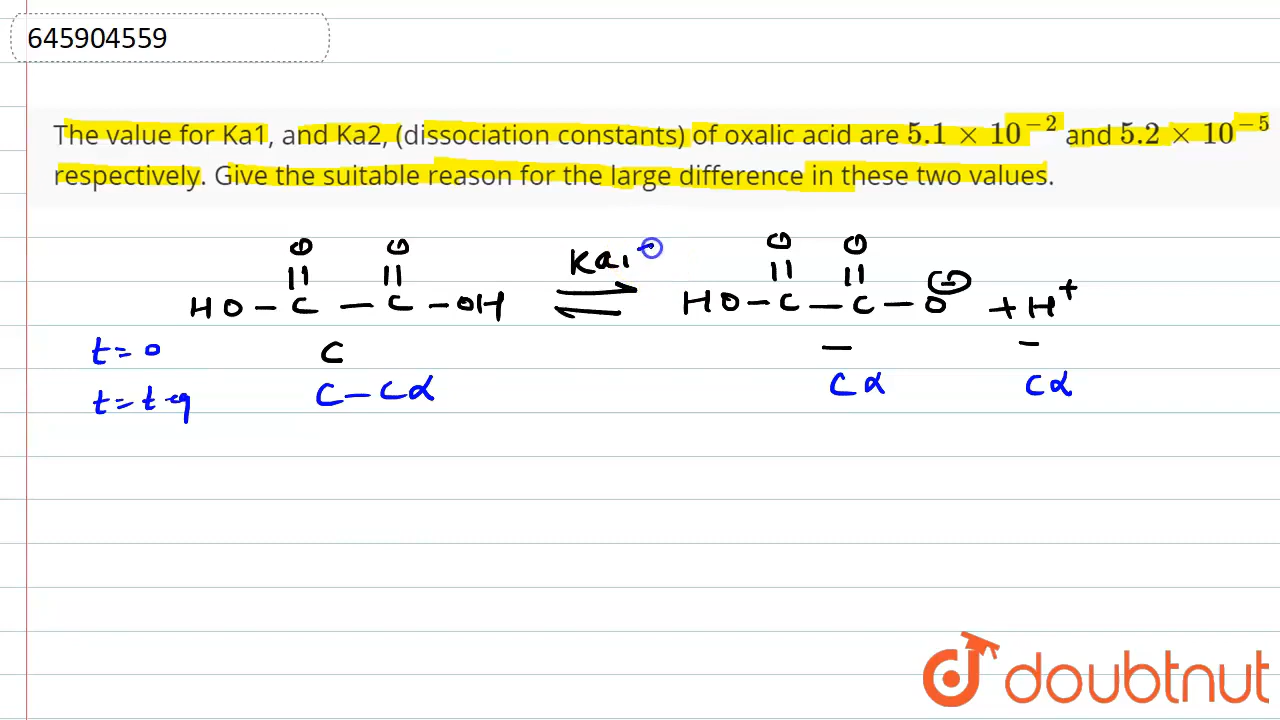 645904559
The value for Ka1, and Ka2, (dissociation constants) of oxalic acid are 5.1 × 10⁻² and 5.2 × 10⁻⁵
respectively. Give the suitable reason for the large difference in these two values.
O O Ka1 O O
HO – C – C – OH ⇌ HO – C – C – O⊖ + H⁺
t = 0 C – –
t = t eq C – Cα Cα Cα
doubtnut